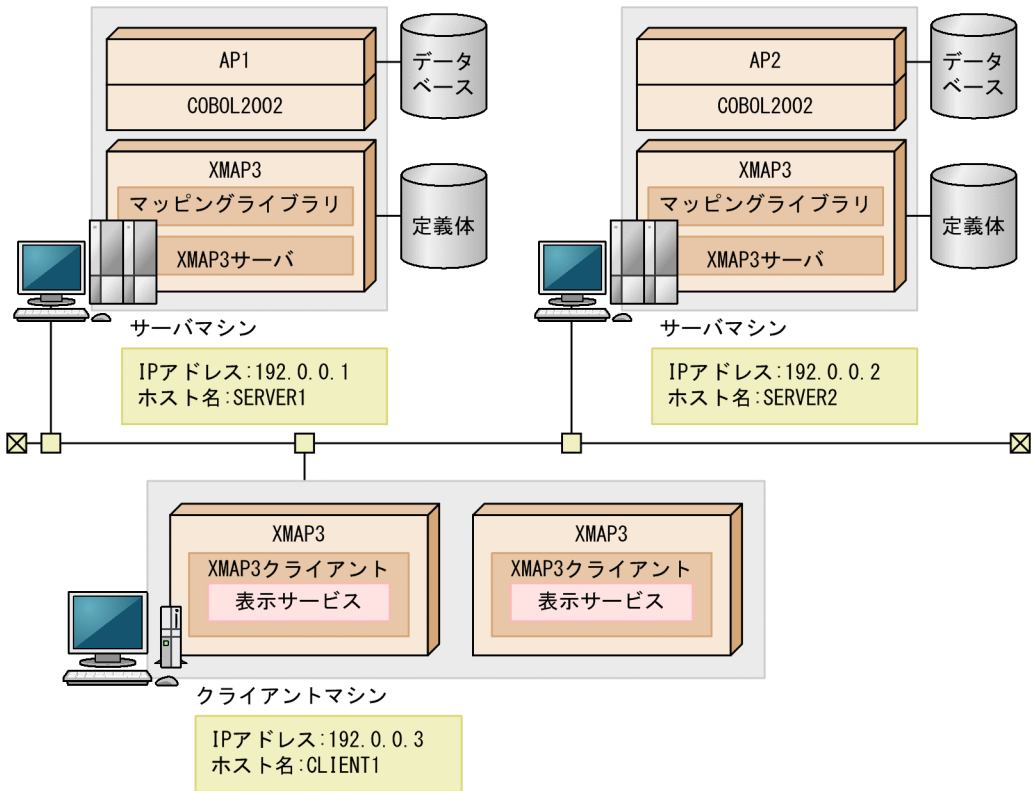 AP1
COBOL2002
データ
ベース
XMAP3
マッピングライブラリ
XMAP3サーバ
定義体
サーバマシン
IPアドレス:192.0.0.1
ホスト名:SERVER1
AP2
COBOL2002
データ
ベース
XMAP3
マッピングライブラリ
XMAP3サーバ
定義体
サーバマシン
IPアドレス:192.0.0.2
ホスト名:SERVER2
XMAP3
XMAP3クライアント
表示サービス
XMAP3
XMAP3クライアント
表示サービス
クライアントマシン
IPアドレス:192.0.0.3
ホスト名:CLIENT1